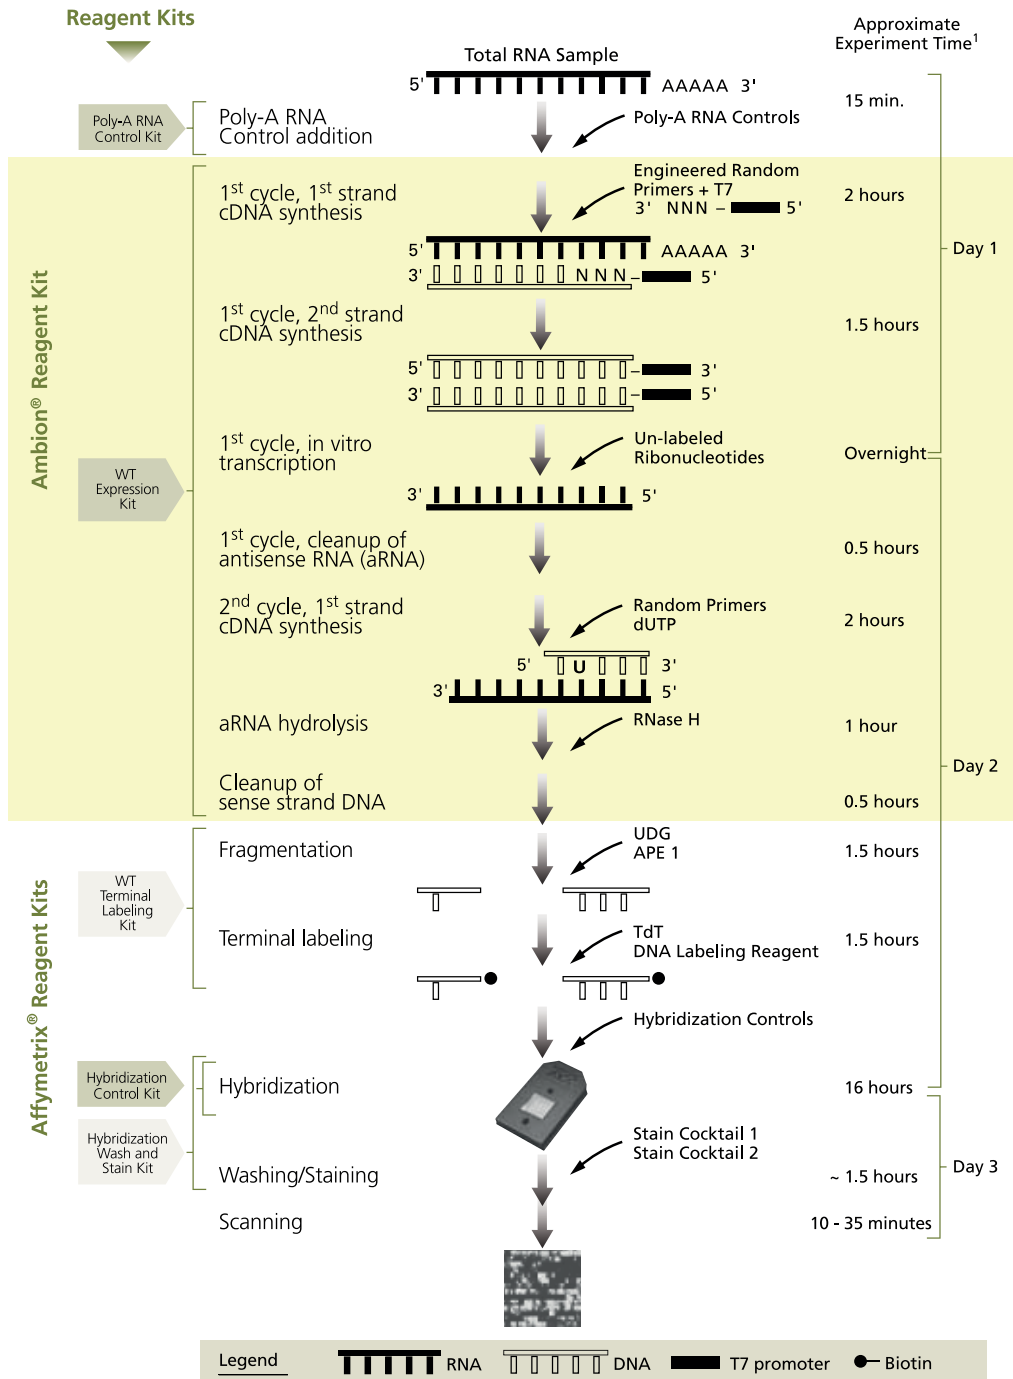 Reagent Kits
Approximate
Experiment Time1
Total RNA Sample
5' AAAAA 3'
Poly-A RNA
Control Kit
Poly-A RNA
Control addition
Poly-A RNA Controls
15 min.
Ambion® Reagent Kit
1st cycle, 1st strand
cDNA synthesis
Engineered Random
Primers + T7
3' NNN – 5'
2 hours
5' AAAAA 3'
3' N N N – 5'
Day 1
1st cycle, 2nd strand
cDNA synthesis
1.5 hours
5' – 3'
3' – 5'
1st cycle, in vitro
transcription
Un-labeled
Ribonucleotides
Overnight
WT
Expression
Kit
3' 5'
1st cycle, cleanup of
antisense RNA (aRNA)
0.5 hours
2nd cycle, 1st strand
cDNA synthesis
Random Primers
dUTP
2 hours
5' U 3'
3' 5'
aRNA hydrolysis
RNase H
1 hour
Day 2
Cleanup of
sense strand DNA
0.5 hours
Affymetrix® Reagent Kits
Fragmentation
UDG
APE 1
1.5 hours
WT
Terminal
Labeling
Kit
Terminal labeling
TdT
DNA Labeling Reagent
1.5 hours
Hybridization Controls
Hybridization
Control Kit
Hybridization
16 hours
Hybridization
Wash and
Stain Kit
Stain Cocktail 1
Stain Cocktail 2
Washing/Staining
~ 1.5 hours
Day 3
Scanning
10 - 35 minutes
Legend RNA DNA T7 promoter Biotin